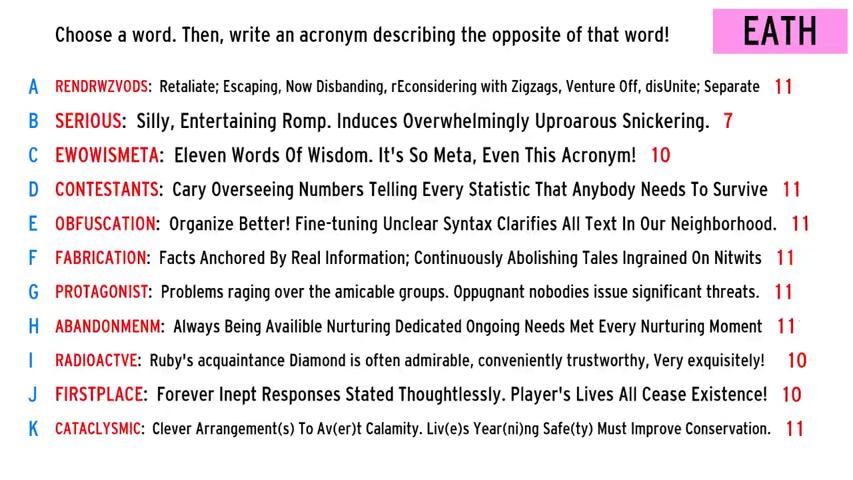 Choose a word. Then, write an acronym describing the opposite of that word!
EATH
A RENDRWZVODS: Retaliate; Escaping, Now Disbanding, rEconsidering with Zigzags, Venture Off, disUnite; Separate 11
B SERIOUS: Silly, Entertaining Romp. Induces Overwhelmingly Uproarous Snickering. 7
C EWOWISMETA: Eleven Words Of Wisdom. It's So Meta, Even This Acronym! 10
D CONTESTANTS: Cary Overseeing Numbers Telling Every Statistic That Anybody Needs To Survive 11
E OBFUSCATION: Organize Better! Fine-tuning Unclear Syntax Clarifies All Text In Our Neighborhood. 11
F FABRICATION: Facts Anchored By Real Information; Continuously Abolishing Tales Ingrained On Nitwits 11
G PROTAGONIST: Problems raging over the amicable groups. Oppugnant nobodies issue significant threats. 11
H ABANDONMENM: Always Being Availible Nurturing Dedicated Ongoing Needs Met Every Nurturing Moment 11
I RADIOACTVE: Ruby's acquaintance Diamond is often admirable, conveniently trustworthy, Very exquisitely! 10
J FIRSTPLACE: Forever Inept Responses Stated Thoughtlessly. Player's Lives All Cease Existence! 10
K CATACLYSMIC: Clever Arrangement(s) To Av(er)t Calamity. Liv(e)s Year(ni)ng Safe(ty) Must Improve Conservation. 11